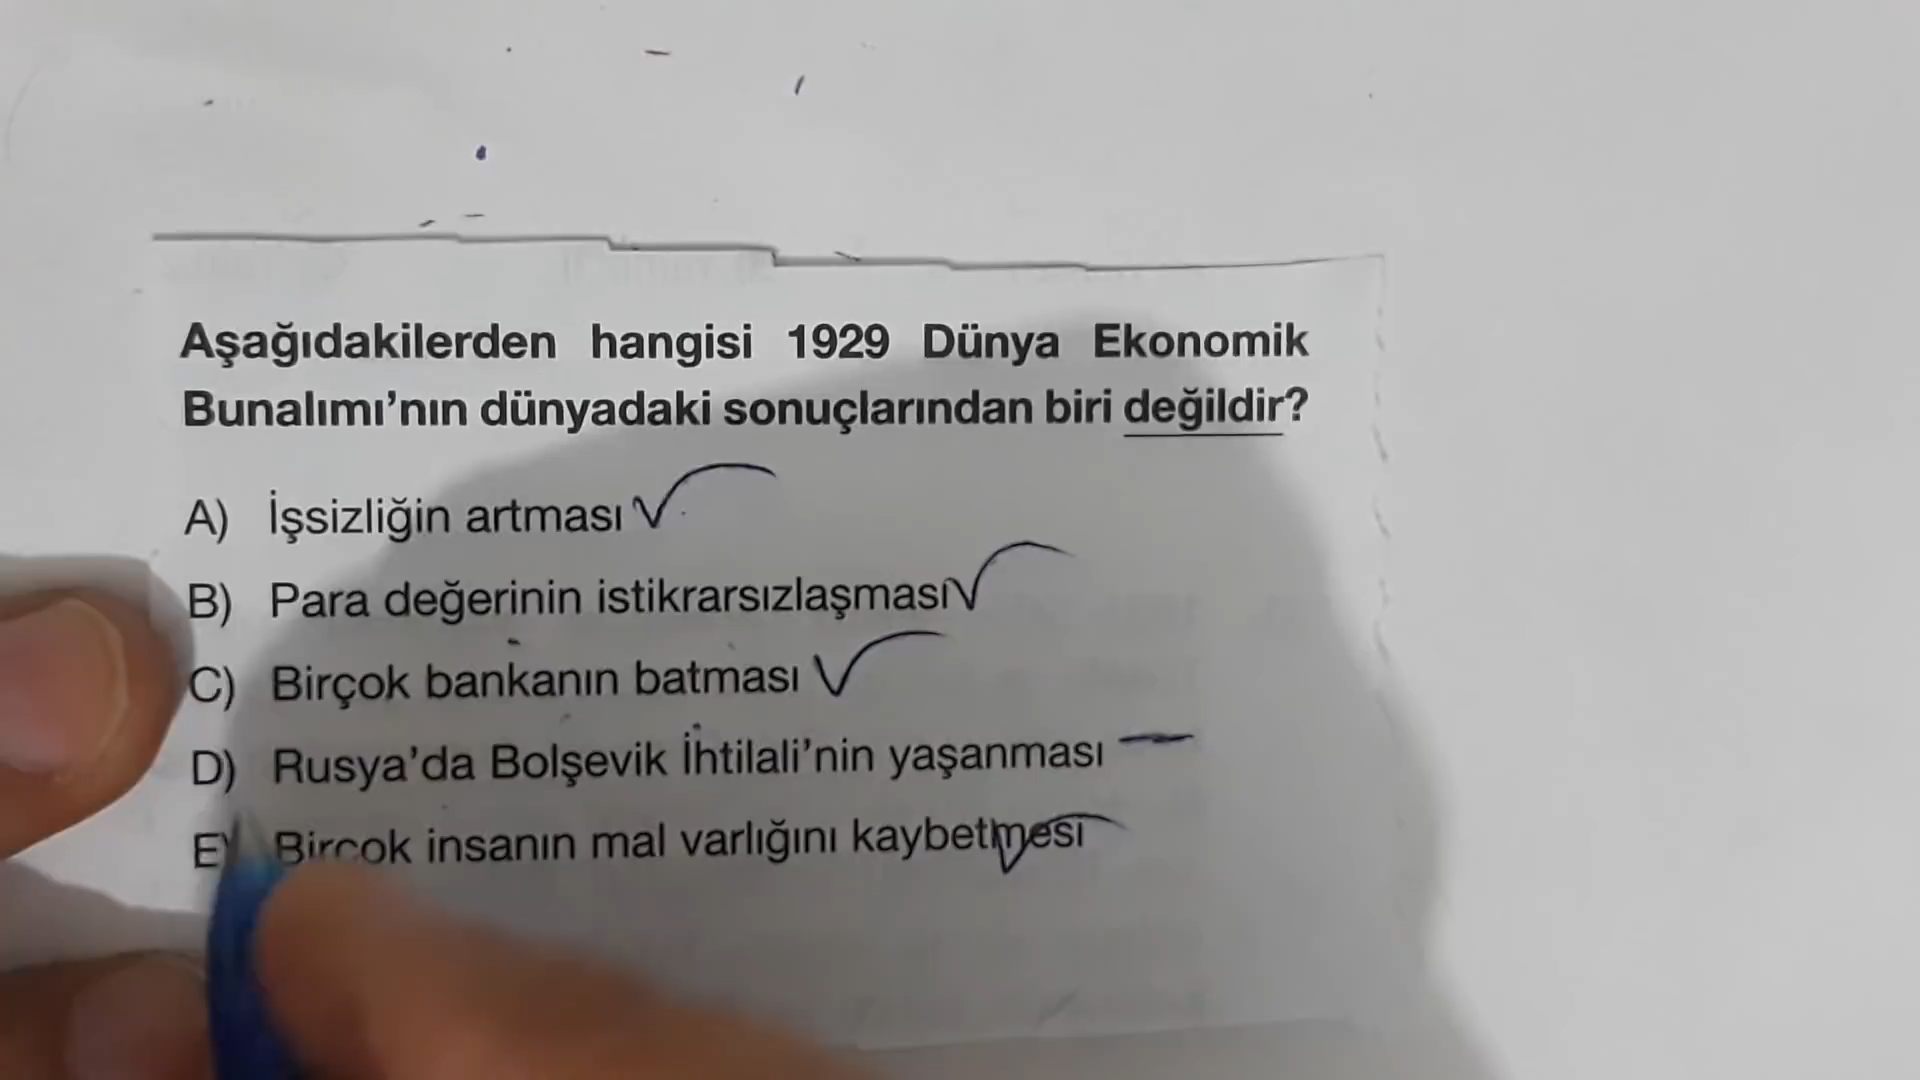 Aşağıdakilerden hangisi 1929 Dünya Ekonomik
Bunalımı'nın dünyadaki sonuçlarından biri değildir?
A) İşsizliğin artması
B) Para değerinin istikrarsızlaşması
C) Birçok bankanın batması
D) Rusya'da Bolşevik İhtilali'nin yaşanması
E) Birçok insanın mal varlığını kaybetmesi